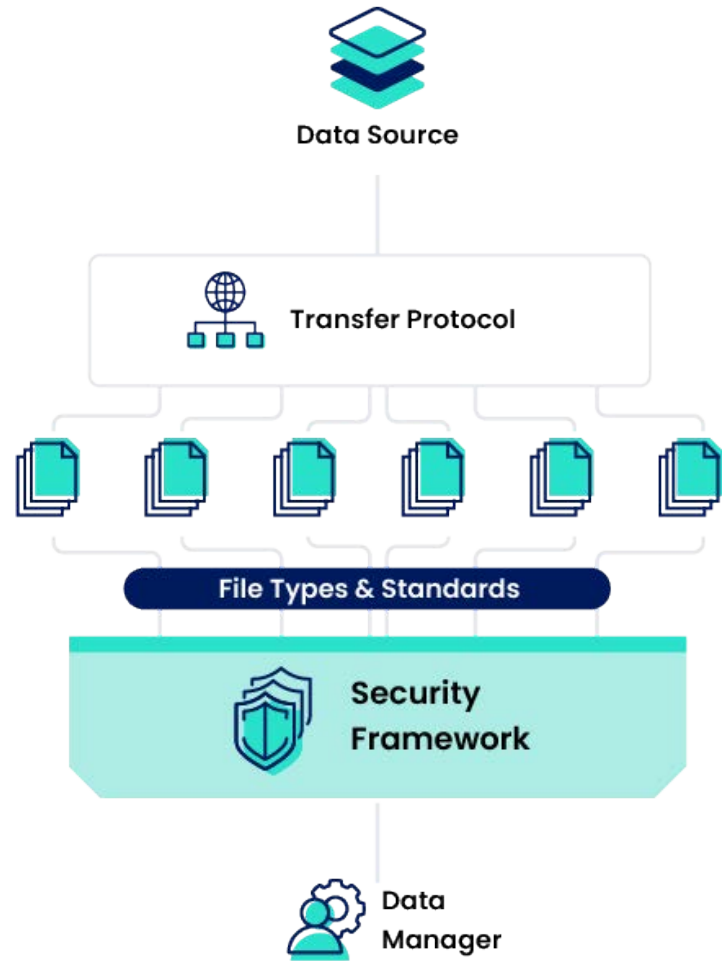 Data Source
Transfer Protocol
File Types & Standards
Security
Framework
Data
Manager